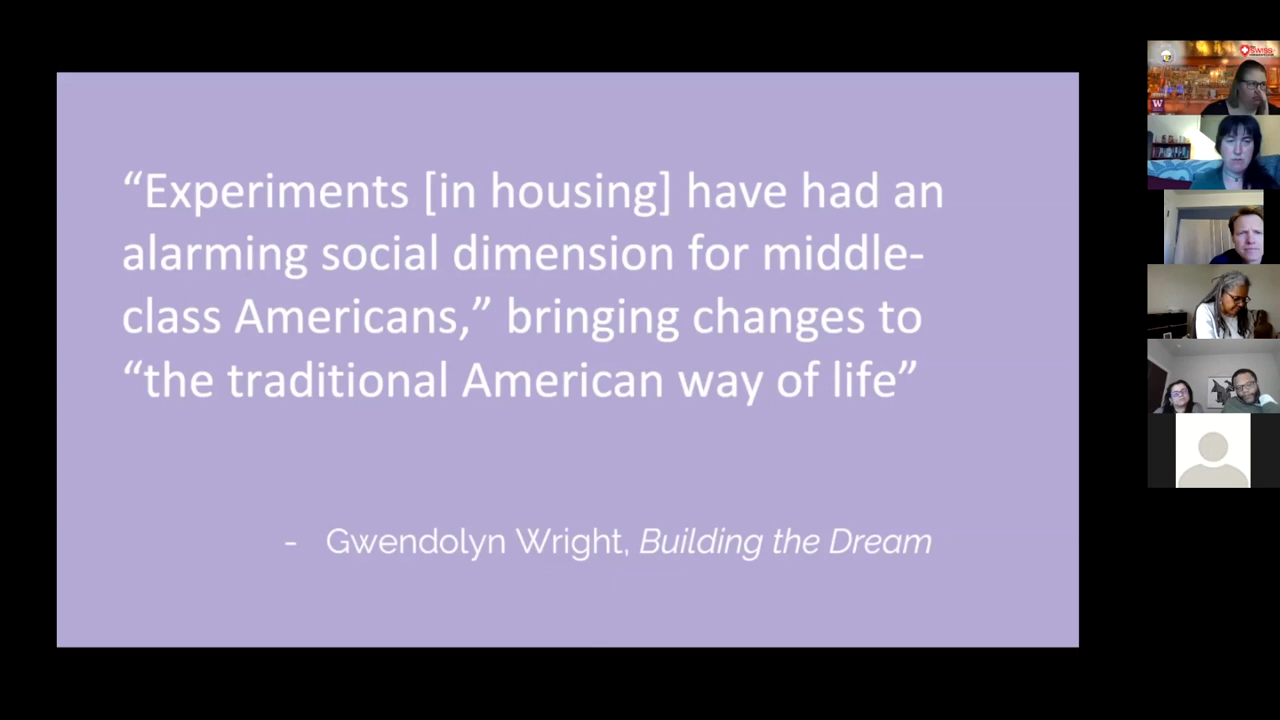 “Experiments [in housing] have had an
alarming social dimension for middle-
class Americans,” bringing changes to
“the traditional American way of life”
- Gwendolyn Wright, Building the Dream
SWISS
W